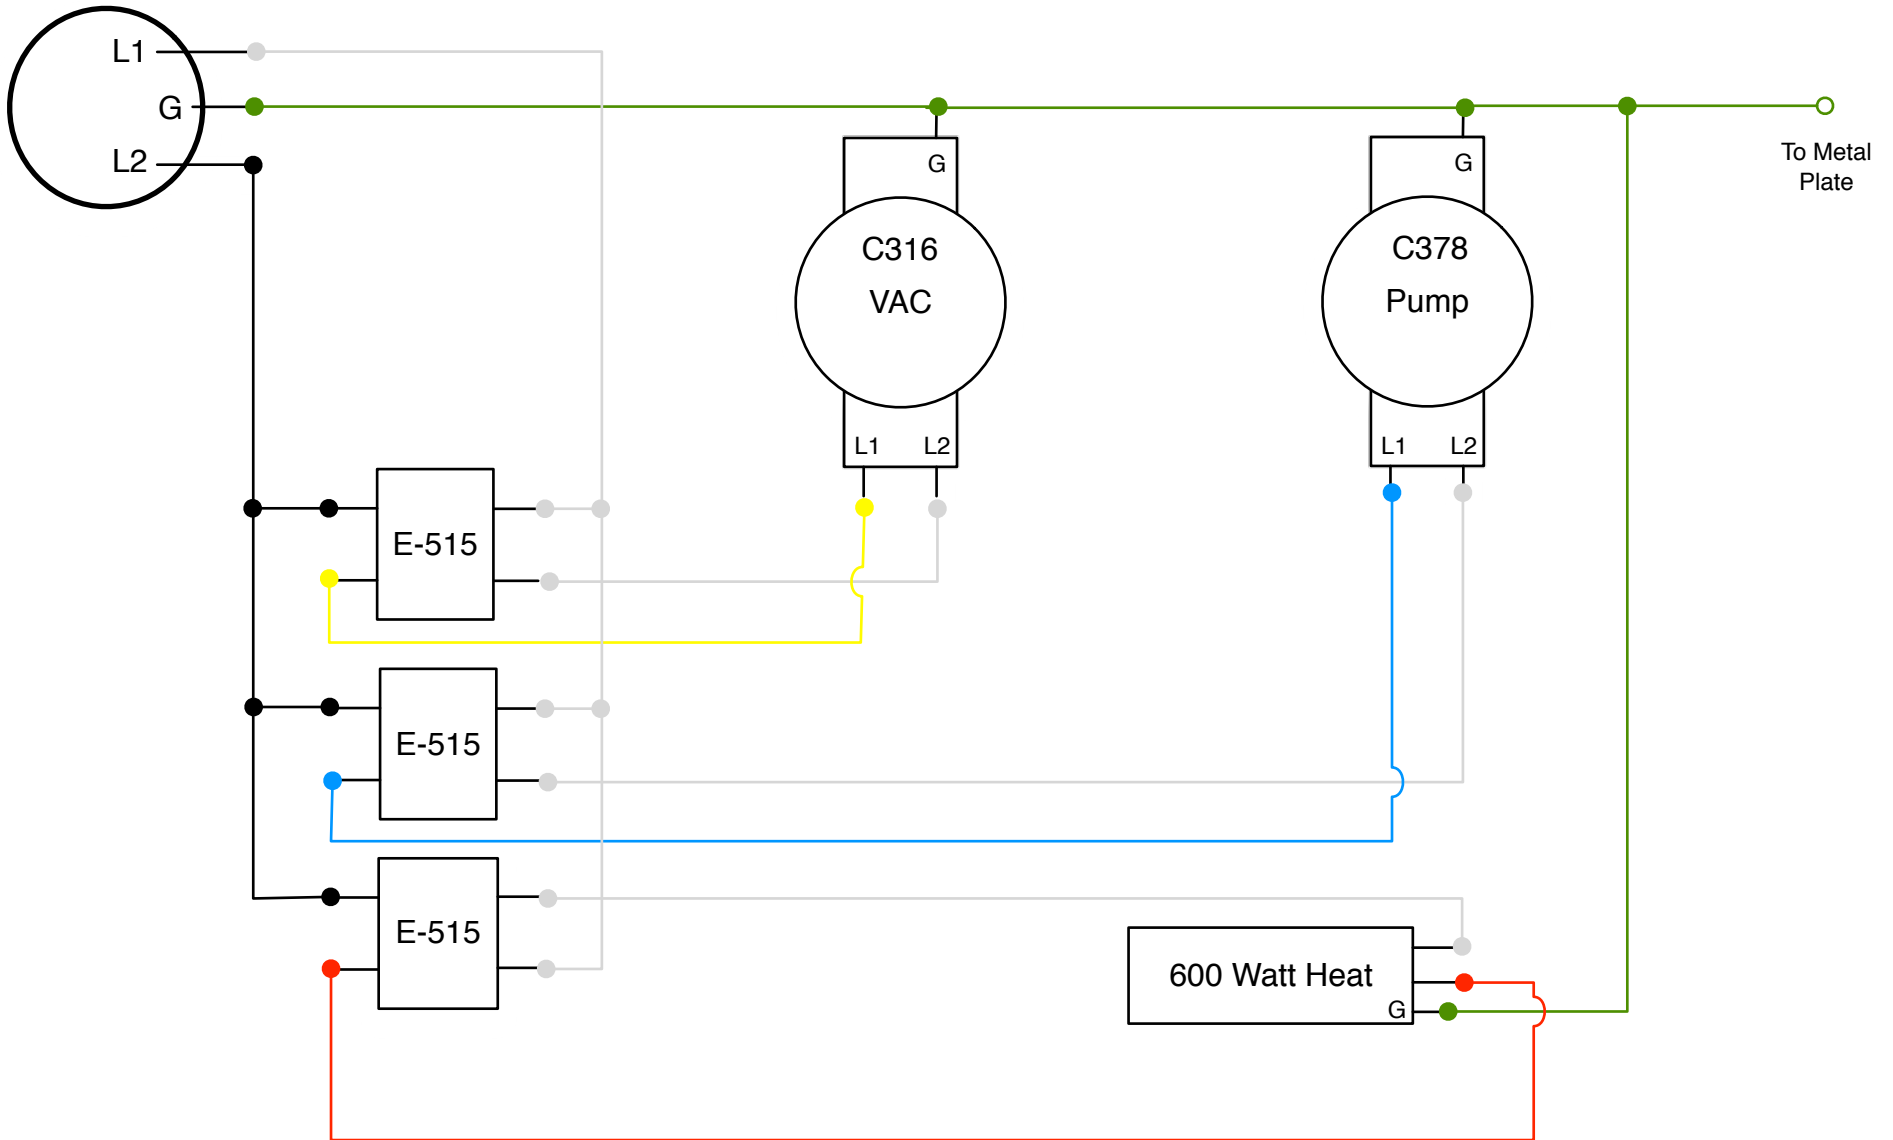 L1
G
L2
To Metal
Plate
G
G
C316
VAC
C378
Pump
L1 L2
L1 L2
E-515
E-515
E-515
600 Watt Heat
G